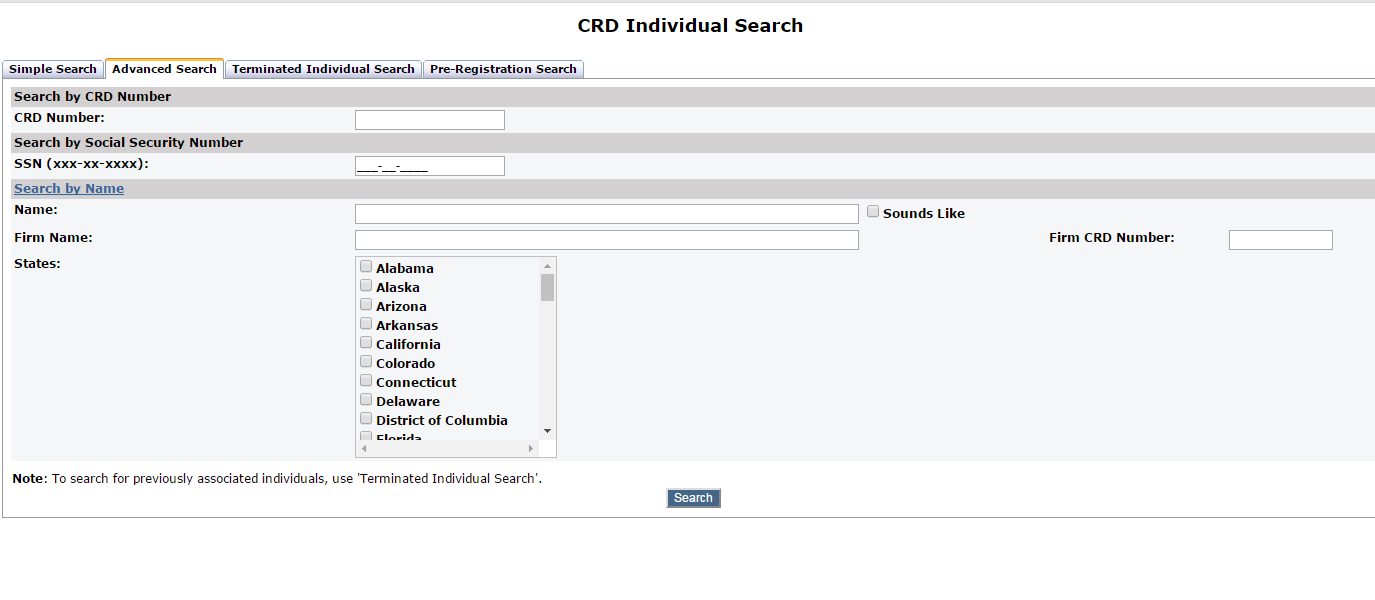 CRD Individual Search
Simple Search Advanced Search Terminated Individual Search Pre-Registration Search
Search by CRD Number
CRD Number:
Search by Social Security Number
SSN (xxx-xx-xxxx): ___-__-____
Search by Name
Name: Sounds Like
Firm Name: Firm CRD Number:
States:
Alabama
Alaska
Arizona
Arkansas
California
Colorado
Connecticut
Delaware
District of Columbia
Florida
Note: To search for previously associated individuals, use 'Terminated Individual Search'.
Search